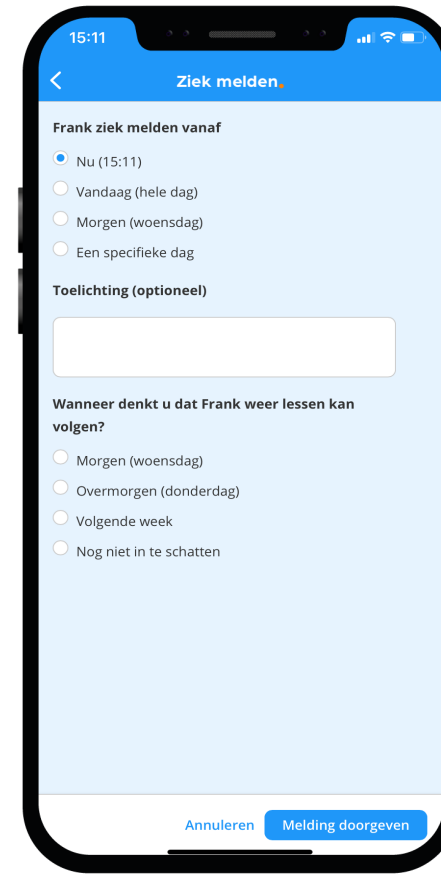 15:11
Ziek melden.
Frank ziek melden vanaf
Nu (15:11)
Vandaag (hele dag)
Morgen (woensdag)
Een specifieke dag
Toelichting (optioneel)
Wanneer denkt u dat Frank weer lessen kan
volgen?
Morgen (woensdag)
Overmorgen (donderdag)
Volgende week
Nog niet in te schatten
Annuleren Melding doorgeven